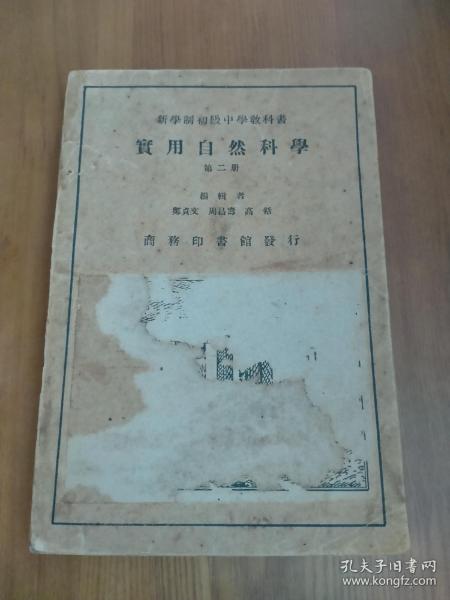 新學制初級中學教科書
實用自然科學
第二册
編輯者
鄭貞文 周昌壽 高銛
商務印書館發行
孔夫子旧书网
www.kongfz.com